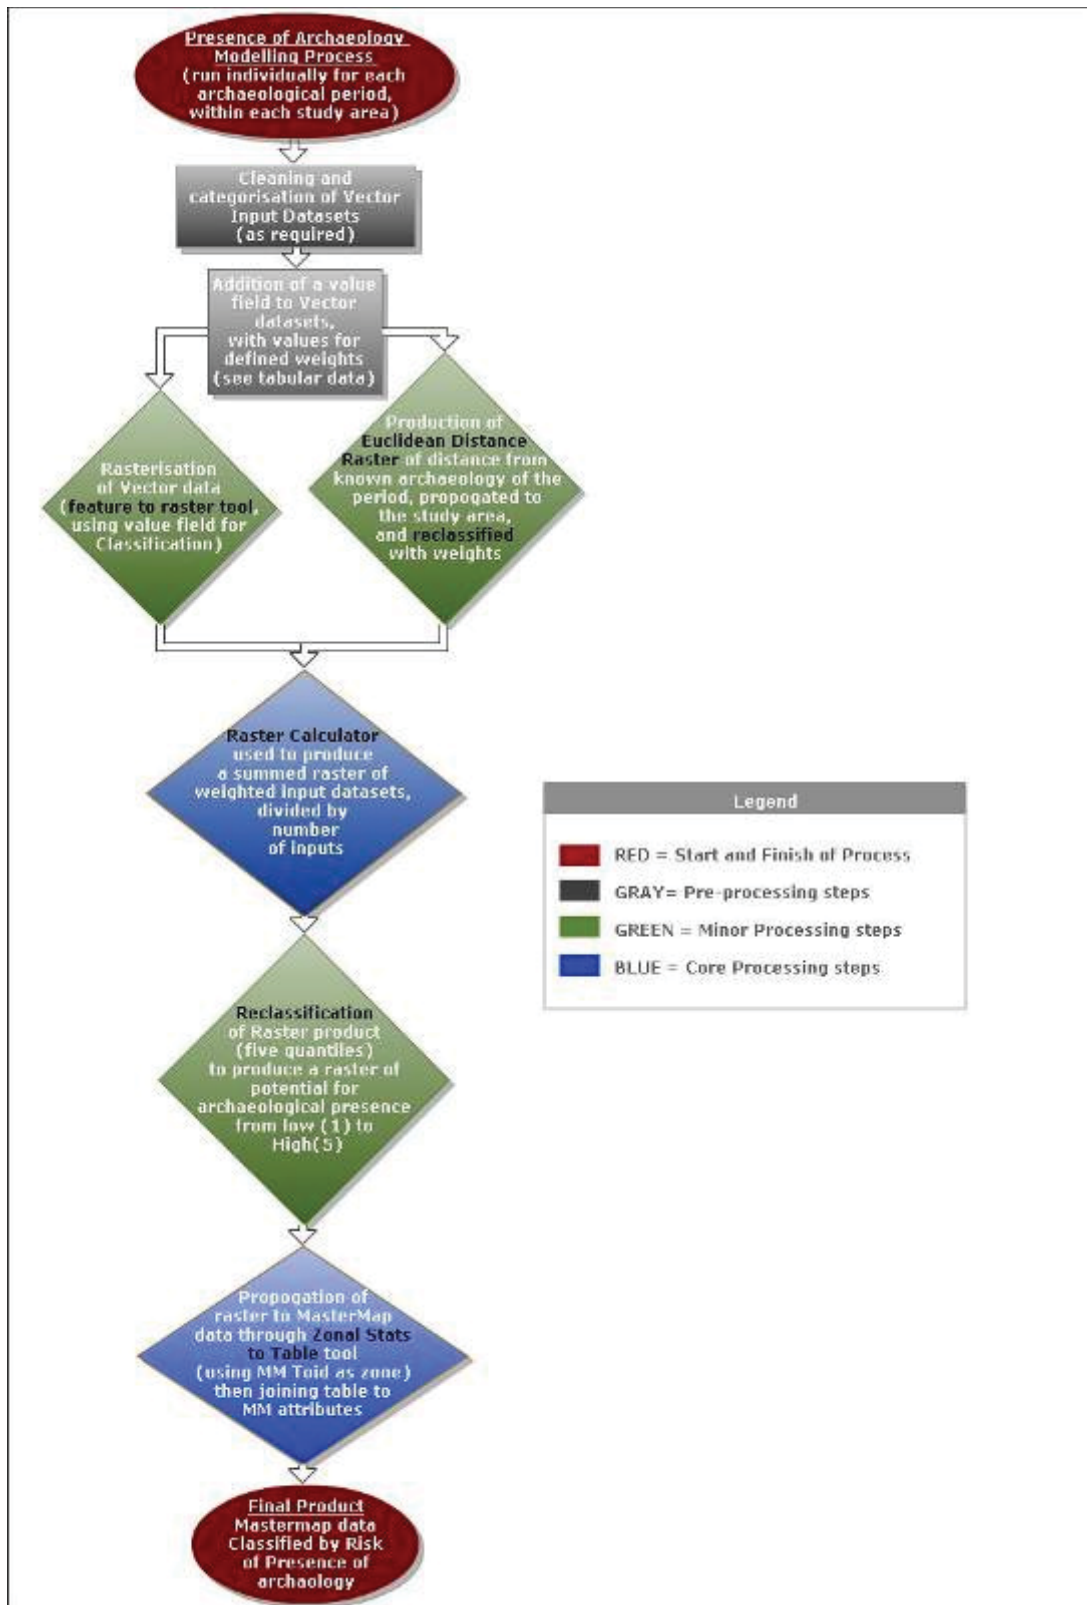 Presence of Archaeology
Modelling Process
(run individually for each
archaeological period,
within each study area)
Cleaning and
categorisation of Vector
Input Datasets
(as required)
Addition of a value
field to Vector
datasets,
with values for
defined weights
(see tabular data)
Rasterisation
of Vector data
(feature to raster tool,
using value field for
Classification)
Production of
Euclidean Distance
Raster of distance from
known archaeology of the
period, propogated to
the study area,
and reclassified
with weights
Raster Calculator
used to produce
a summed raster of
weighted input datasets,
divided by
number
of inputs
Legend
RED = Start and Finish of Process
GRAY= Pre-processing steps
GREEN = Minor Processing steps
BLUE = Core Processing steps
Reclassification
of Raster product
(five quantiles)
to produce a raster of
potential for
archaeological presence
from low (1) to
High(5)
Propogation of
raster to MasterMap
data through Zonal Stats
to Table tool
(using MM Toid as zone)
then joining table to
MM attributes
Final Product
Mastermap data
Classified by Risk
of Presence of
archaology